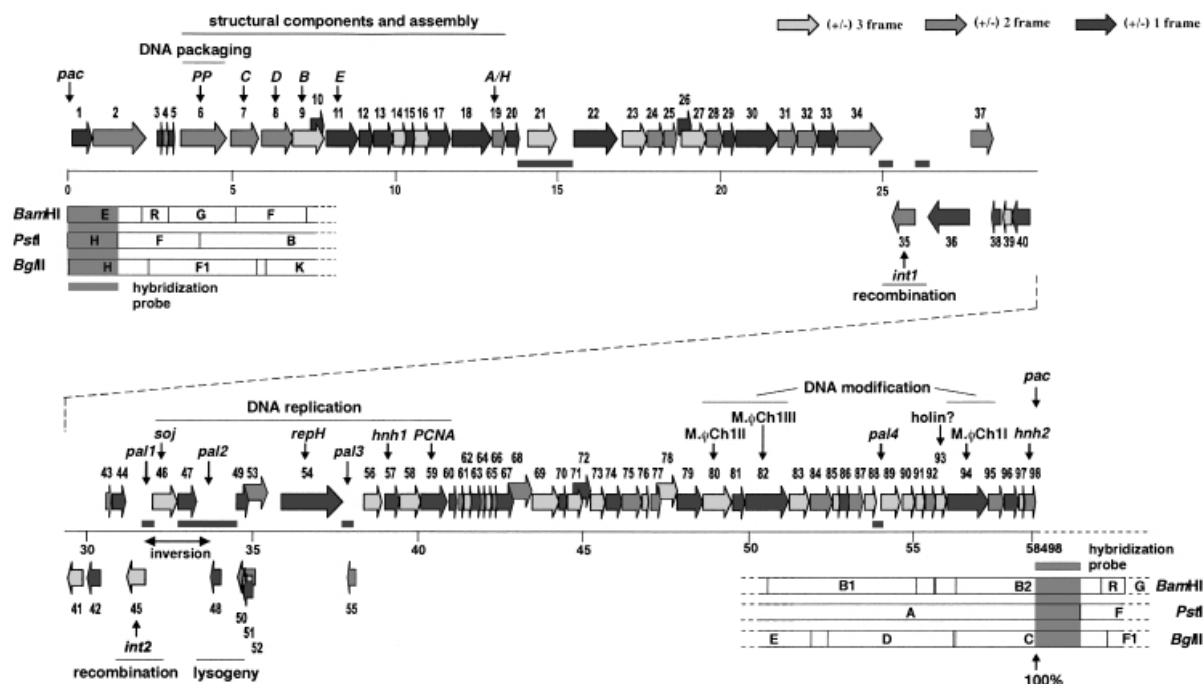 structural components and assembly
(+/-) 3 frame (+/-) 2 frame (+/-) 1 frame
DNA packaging
pac PP C D B E A/H
1 2 3 4 5 6 7 8 9 10 11 12 13 14 15 16 17 18 19 20 21 22 23 24 25 26 27 28 29 30 31 32 33 34 37
0 5 10 15 20 25
BamHI E R G F
PstI H F B
BglII H F1 K
35 36 38 39 40
hybridization
probe
int1
recombination
DNA modification
DNA replication
pac
M.φCh1III holin?
soj repH hnh1 PCNA M.φCh1II M.φCh1I
pal1 pal2 pal3 pal4 hnh2
43 44 46 47 49 53 54 56 57 58 59 60 61 62 63 64 65 66 67 68 69 70 71 72 73 74 75 76 77 78 79 80 81 82 83 84 85 86 87 88 89 90 91 92 93 94 95 96 97 98
30 35 40 45 50 55 58498
inversion
hybridization
probe
41 42 45 48 50 51 52 55
B1 B2 R G BamHI
A F PstI
E D C F1 BglII
int2
recombination lysogeny
100%